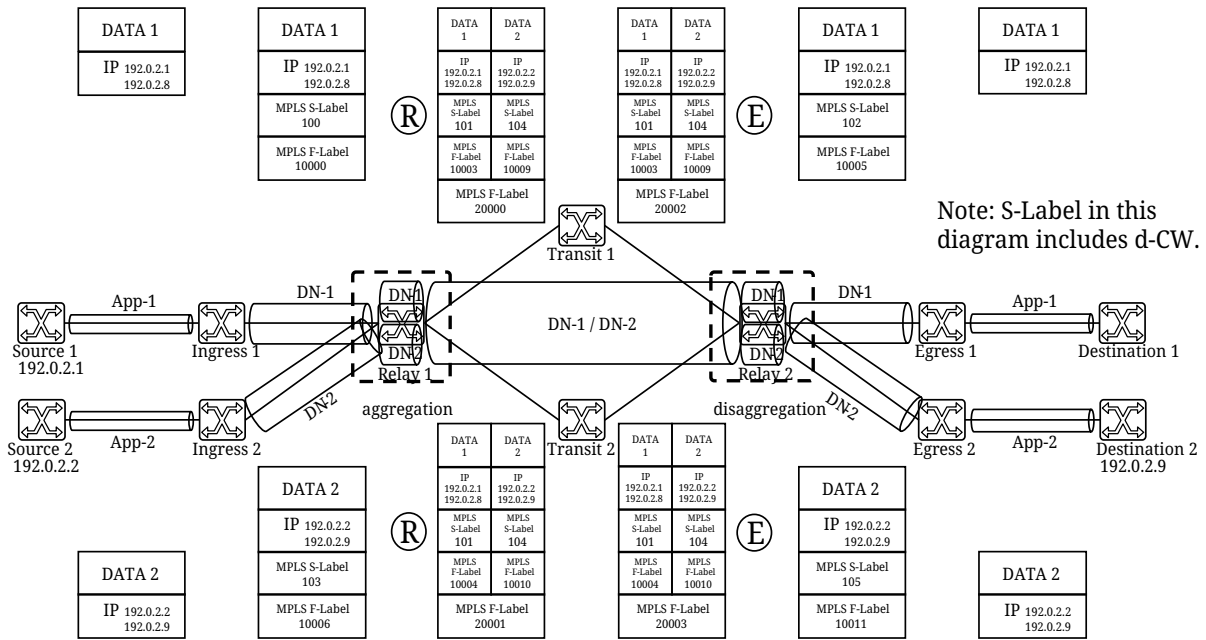 DATA 1
IP 192.0.2.1
192.0.2.8
DATA 1
IP 192.0.2.1
192.0.2.8
MPLS S-Label
100
MPLS F-Label
10000
R
DATA
1
DATA
2
IP
192.0.2.1
192.0.2.8
IP
192.0.2.2
192.0.2.9
MPLS
S-Label
101
MPLS
S-Label
104
MPLS
F-Label
10003
MPLS
F-Label
10009
MPLS F-Label
20000
DATA
1
DATA
2
IP
192.0.2.1
192.0.2.8
IP
192.0.2.2
192.0.2.9
MPLS
S-Label
101
MPLS
S-Label
104
MPLS
F-Label
10003
MPLS
F-Label
10009
MPLS F-Label
20002
E
DATA 1
IP 192.0.2.1
192.0.2.8
MPLS S-Label
102
MPLS F-Label
10005
DATA 1
IP 192.0.2.1
192.0.2.8
Note: S-Label in this
diagram includes d-CW.
Transit 1
Source 1
192.0.2.1
App-1
Ingress 1
DN-1
DN-1
DN-2
Relay 1
DN-1 / DN-2
DN-1
DN-2
Relay 2
DN-1
Egress 1
App-1
Destination 1
aggregation
disaggregation
Source 2
192.0.2.2
App-2
Ingress 2
DN-2
Transit 2
DN-2
Egress 2
App-2
Destination 2
192.0.2.9
DATA 2
IP 192.0.2.2
192.0.2.9
DATA 2
IP 192.0.2.2
192.0.2.9
MPLS S-Label
103
MPLS F-Label
10006
R
DATA
1
DATA
2
IP
192.0.2.1
192.0.2.8
IP
192.0.2.2
192.0.2.9
MPLS
S-Label
101
MPLS
S-Label
104
MPLS
F-Label
10004
MPLS
F-Label
10010
MPLS F-Label
20001
DATA
1
DATA
2
IP
192.0.2.1
192.0.2.8
IP
192.0.2.2
192.0.2.9
MPLS
S-Label
101
MPLS
S-Label
104
MPLS
F-Label
10004
MPLS
F-Label
10010
MPLS F-Label
20003
E
DATA 2
IP 192.0.2.2
192.0.2.9
MPLS S-Label
105
MPLS F-Label
10011
DATA 2
IP 192.0.2.2
192.0.2.9